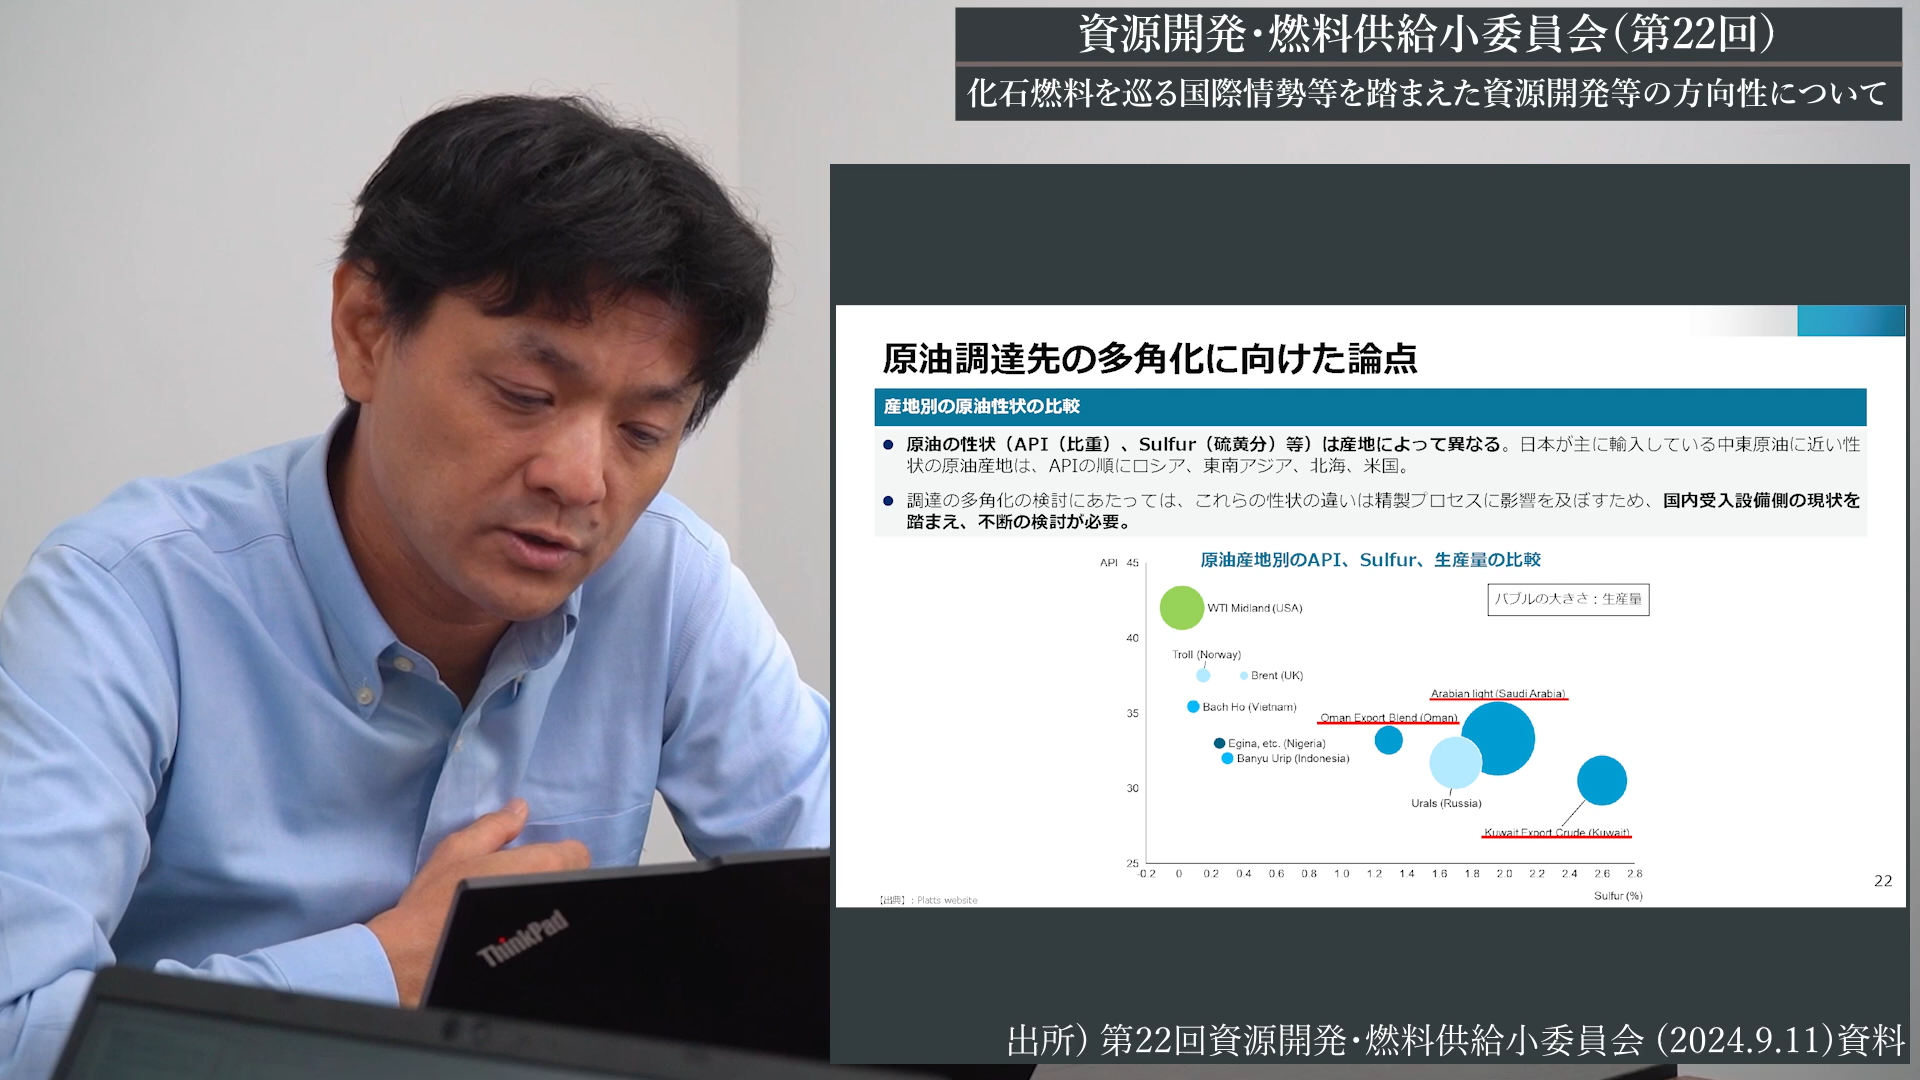 資源開発・燃料供給小委員会（第22回）
化石燃料を巡る国際情勢等を踏まえた資源開発等の方向性について
原油調達先の多角化に向けた論点
産地別の原油性状の比較
● 原油の性状（API（比重）、Sulfur（硫黄分）等）は産地によって異なる。日本が主に輸入している中東原油に近い性
状の原油産地は、APIの順にロシア、東南アジア、北海、米国。
● 調達の多角化の検討にあたっては、これらの性状の違いは精製プロセスに影響を及ぼすため、国内受入設備側の現状を
踏まえ、不断の検討が必要。
原油産地別のAPI、Sulfur、生産量の比較
API 45
バブルの大きさ：生産量
WTI Midland (USA)
40
Troll (Norway)
Brent (UK)
Arabian light (Saudi Arabia)
Bach Ho (Vietnam)
35
Oman Export Blend (Oman)
Egina, etc. (Nigeria)
Banyu Urip (Indonesia)
30
Urals (Russia)
Kuwait Export Crude (Kuwait)
25
-0.2 0 0.2 0.4 0.6 0.8 1.0 1.2 1.4 1.6 1.8 2.0 2.2 2.4 2.6 2.8
Sulfur (%)
22
【出典】：Platts website
ThinkPad
出所）第22回資源開発・燃料供給小委員会 (2024.9.11)資料